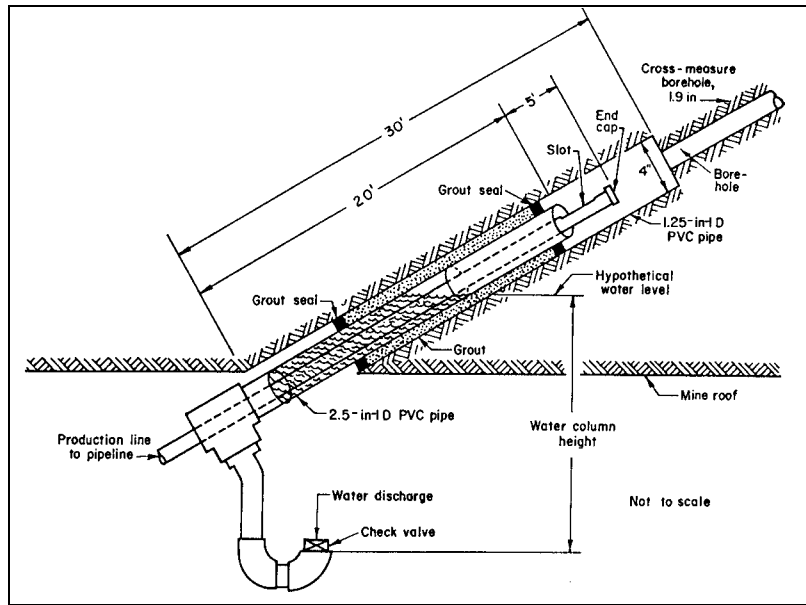 Cross-measure
borehole,
1.9 in
30'
5'
End
cap
Slot
20'
4"
Bore-
hole
Grout seal
1.25-in-ID
PVC pipe
Hypothetical
water level
Grout seal
Grout
Mine roof
2.5-in-ID PVC pipe
Water column
height
Production line
to pipeline
Water discharge
Not to scale
Check valve